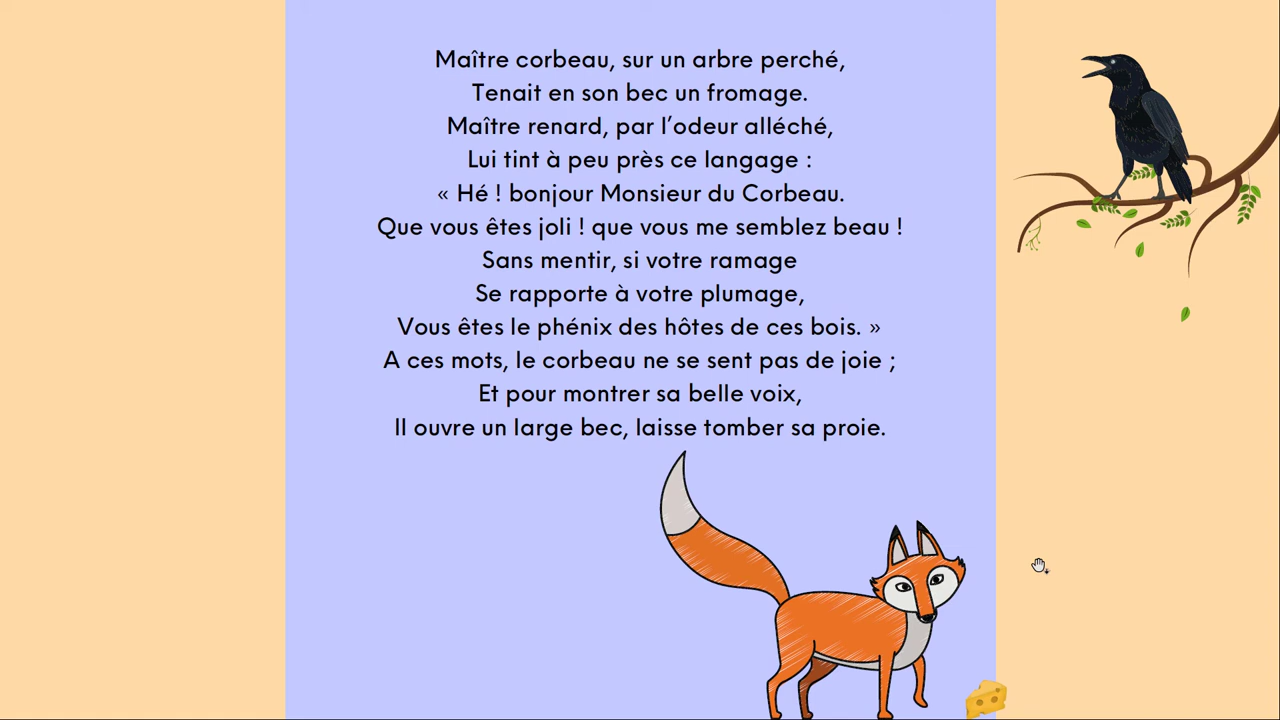 Maître corbeau, sur un arbre perché,
Tenait en son bec un fromage.
Maître renard, par l’odeur alléché,
Lui tint à peu près ce langage :
« Hé ! bonjour Monsieur du Corbeau.
Que vous êtes joli ! que vous me semblez beau !
Sans mentir, si votre ramage
Se rapporte à votre plumage,
Vous êtes le phénix des hôtes de ces bois. »
A ces mots, le corbeau ne se sent pas de joie ;
Et pour montrer sa belle voix,
Il ouvre un large bec, laisse tomber sa proie.